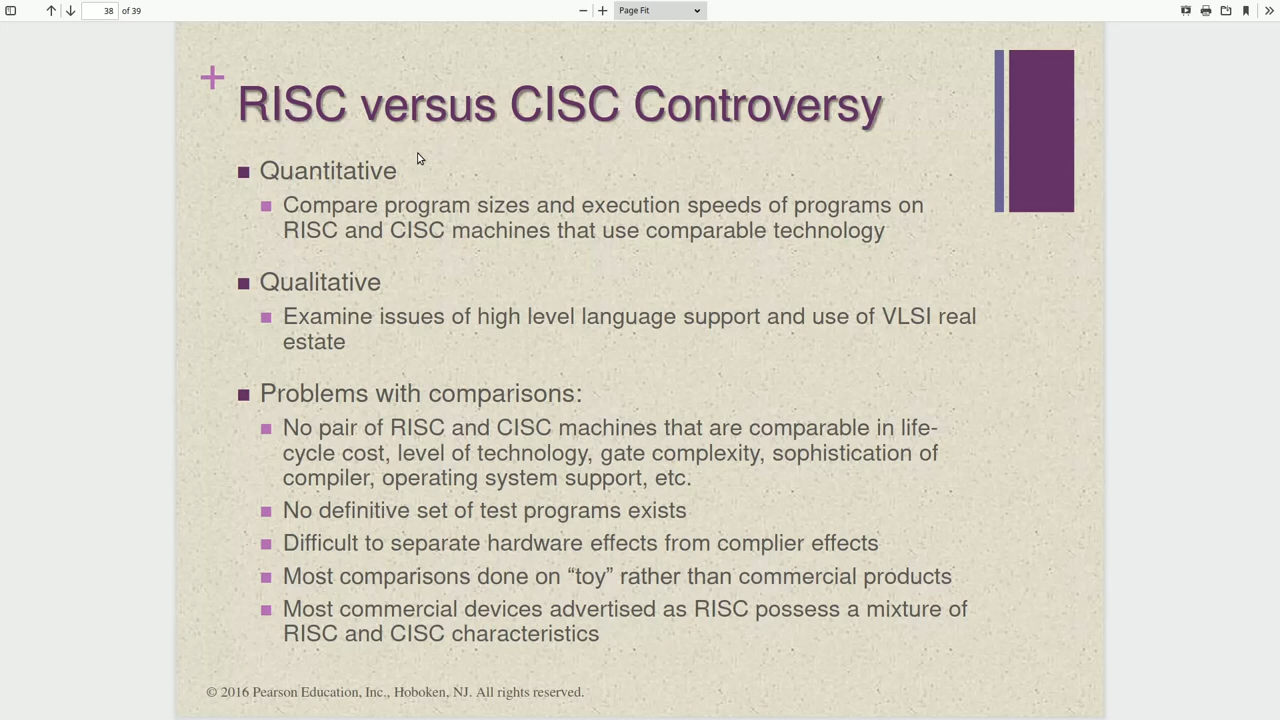 38 of 39
Page Fit
+
RISC versus CISC Controversy
Quantitative
Compare program sizes and execution speeds of programs on
RISC and CISC machines that use comparable technology
Qualitative
Examine issues of high level language support and use of VLSI real
estate
Problems with comparisons:
No pair of RISC and CISC machines that are comparable in life-
cycle cost, level of technology, gate complexity, sophistication of
compiler, operating system support, etc.
No definitive set of test programs exists
Difficult to separate hardware effects from complier effects
Most comparisons done on “toy” rather than commercial products
Most commercial devices advertised as RISC possess a mixture of
RISC and CISC characteristics
© 2016 Pearson Education, Inc., Hoboken, NJ. All rights reserved.